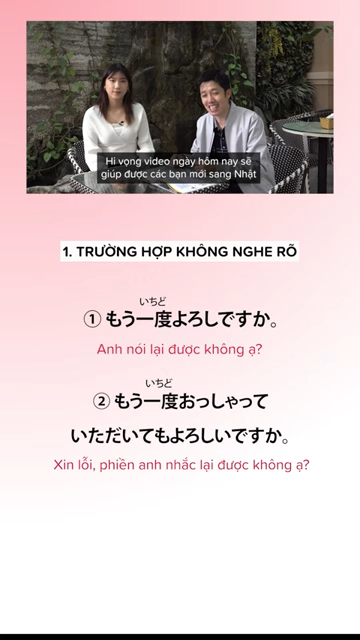 Hi vọng video ngày hôm nay sẽ
giúp được các bạn mới sang Nhật
1. TRƯỜNG HỢP KHÔNG NGHE RÕ
いちど
① もう一度よろしですか。
Anh nói lại được không ạ?
いちど
② もう一度おっしゃって
いただいてもよろしいですか。
Xin lỗi, phiền anh nhắc lại được không ạ?